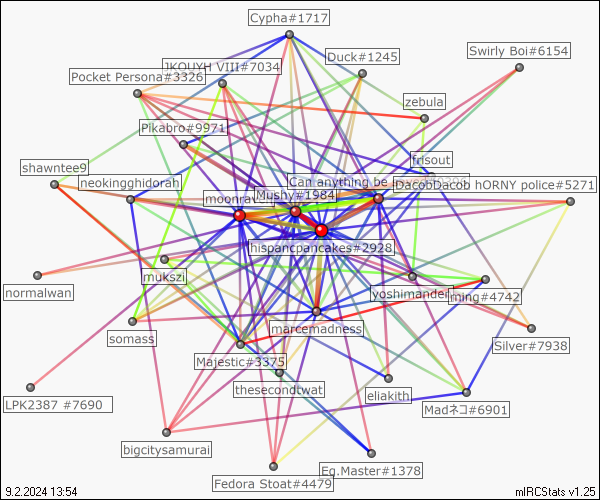 Cypha#1717
Duck#1245
Swirly Boi#6154
JKOUYH VIII#7034
Pocket Persona#3326
zebula
Pikabro#9971
frisout
shawntee9
neokingghidorah
Can anything be
DacobDacob hORNY police#5271
Mushy#1984
moonrav
hispancpancakes#2928
mukszi
normalwan
yoshimander
ming#4742
somass
marcemadness
Silver#7938
Majestic#3375
thesecondtwat
eliakith
LPK2387 #7690
Madネコ#6901
bigcitysamurai
Eg.Master#1378
Fedora Stoat#4479
9.2.2024 13:54
mIRCStats v1.25